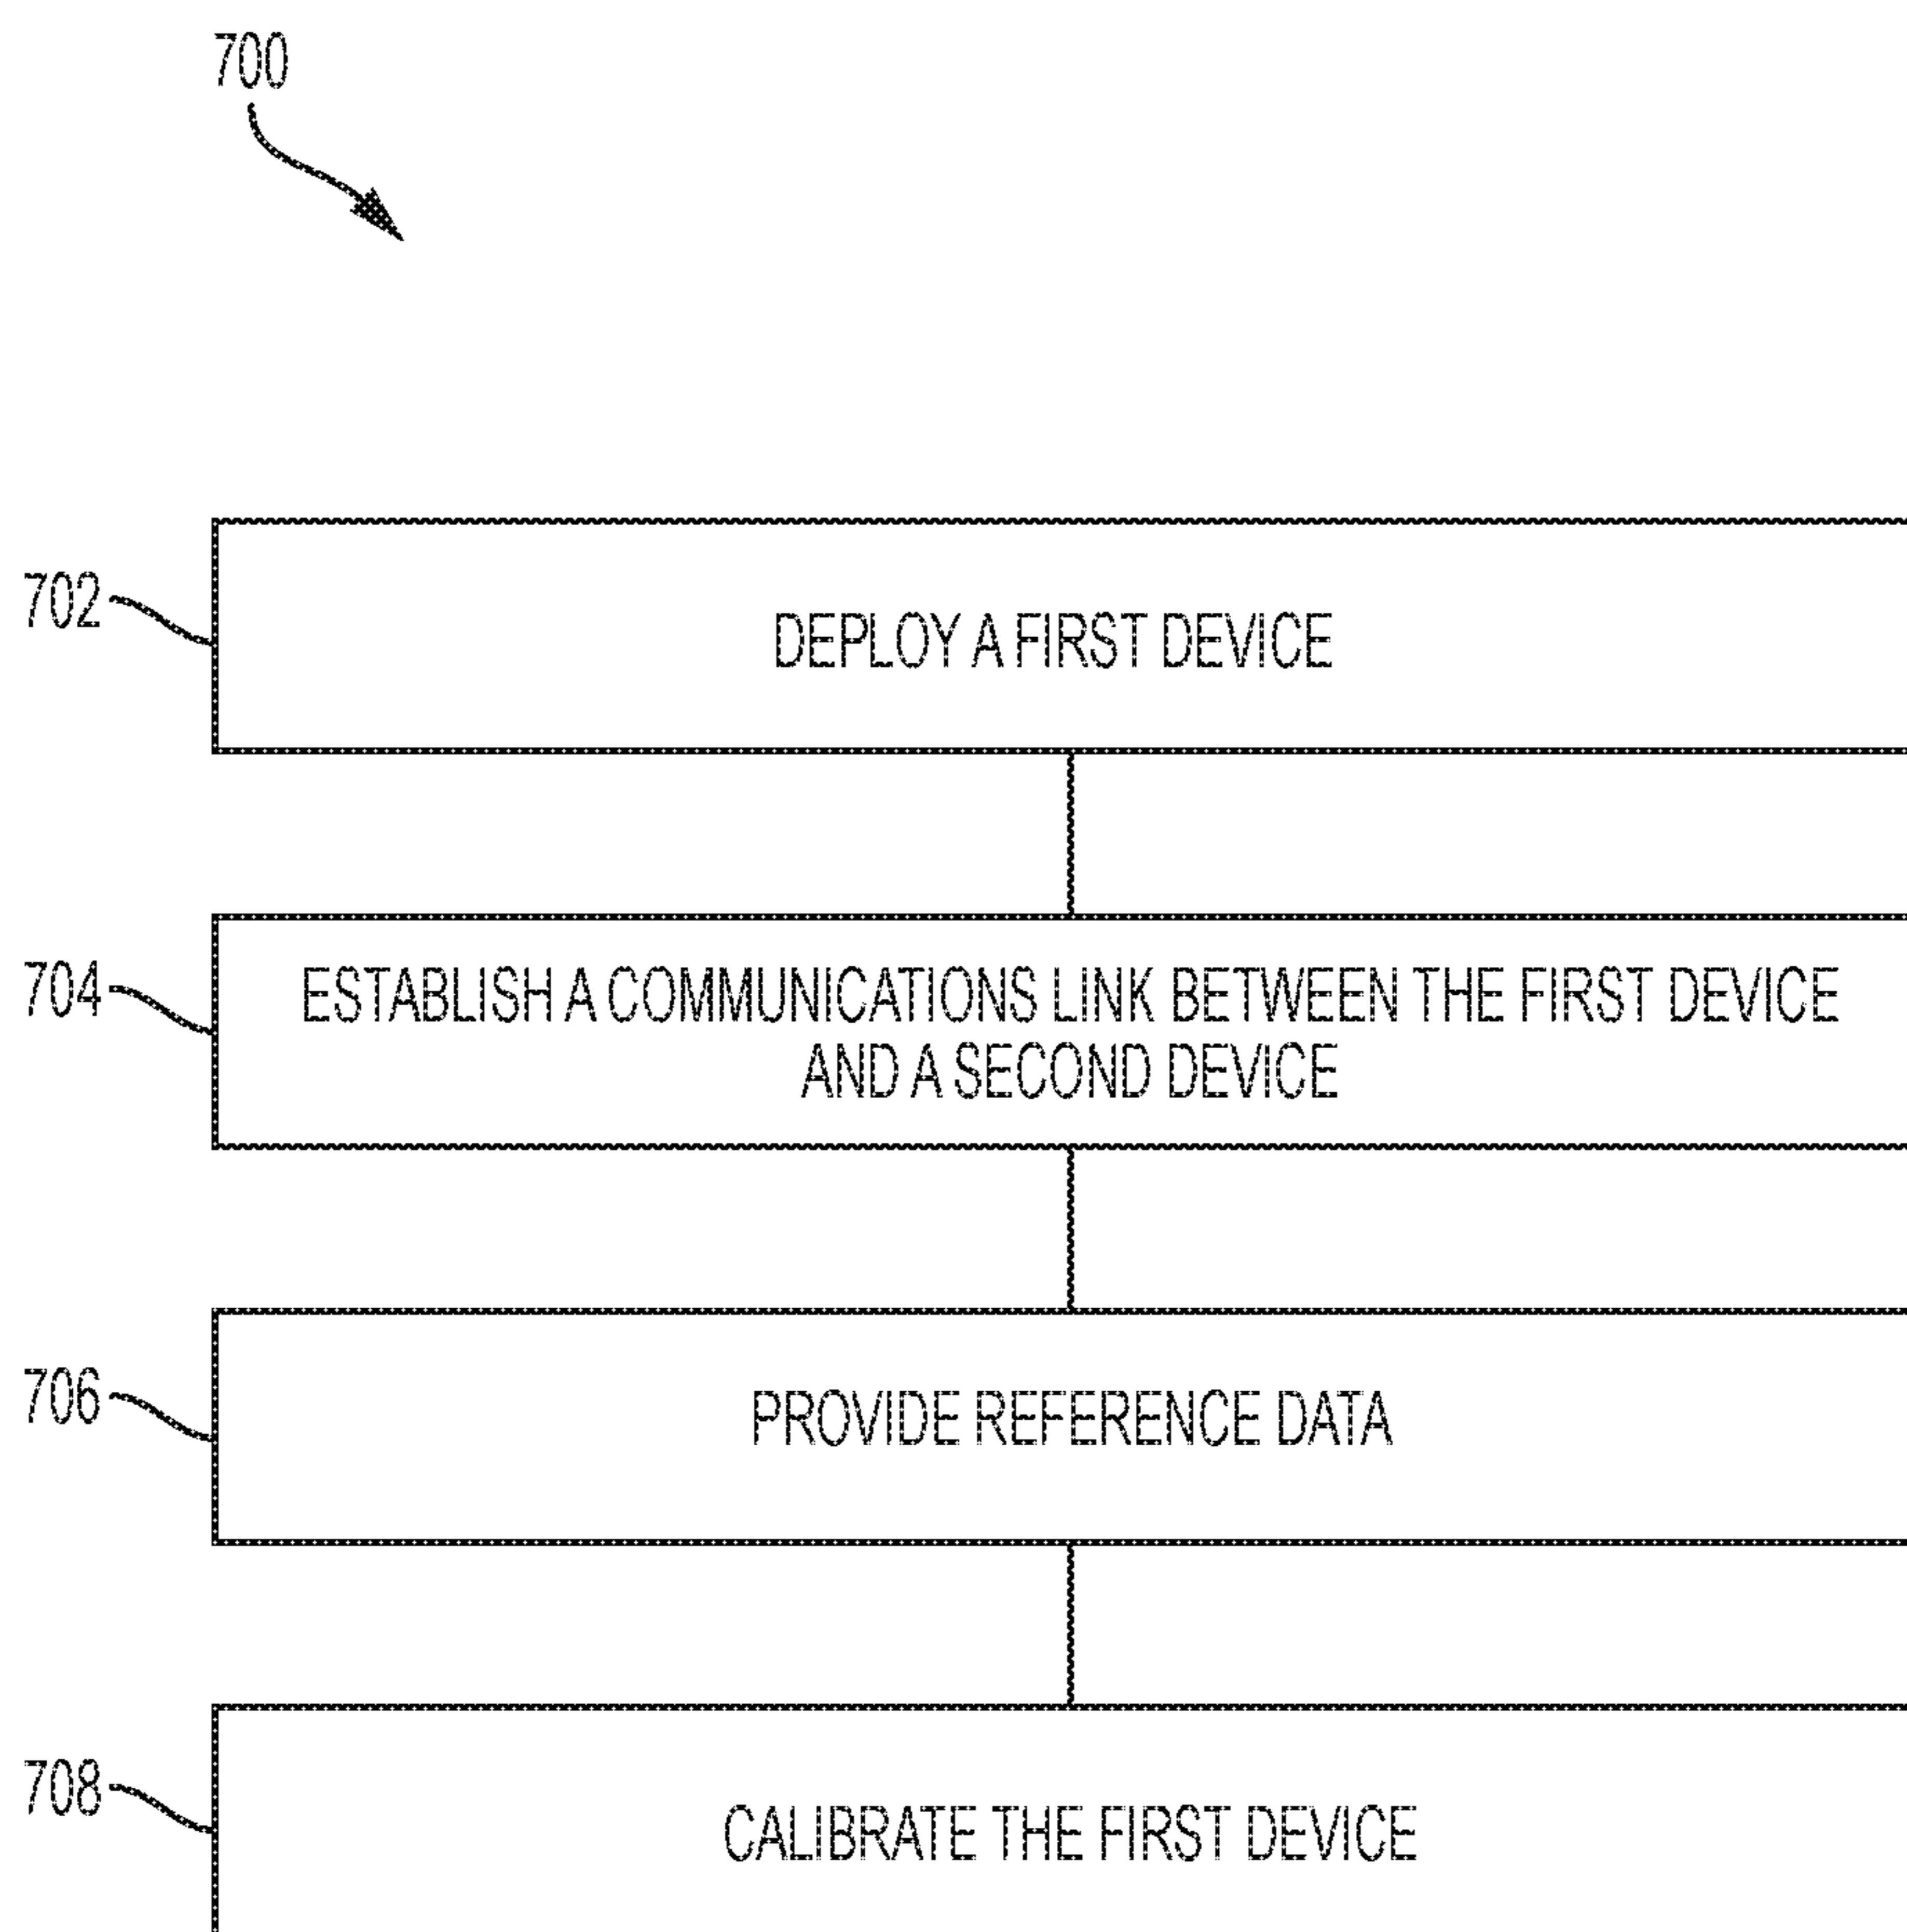 700
702
DEPLOY A FIRST DEVICE
704
ESTABLISH A COMMUNICATIONS LINK BETWEEN THE FIRST DEVICE
AND A SECOND DEVICE
706
PROVIDE REFERENCE DATA
708
CALIBRATE THE FIRST DEVICE